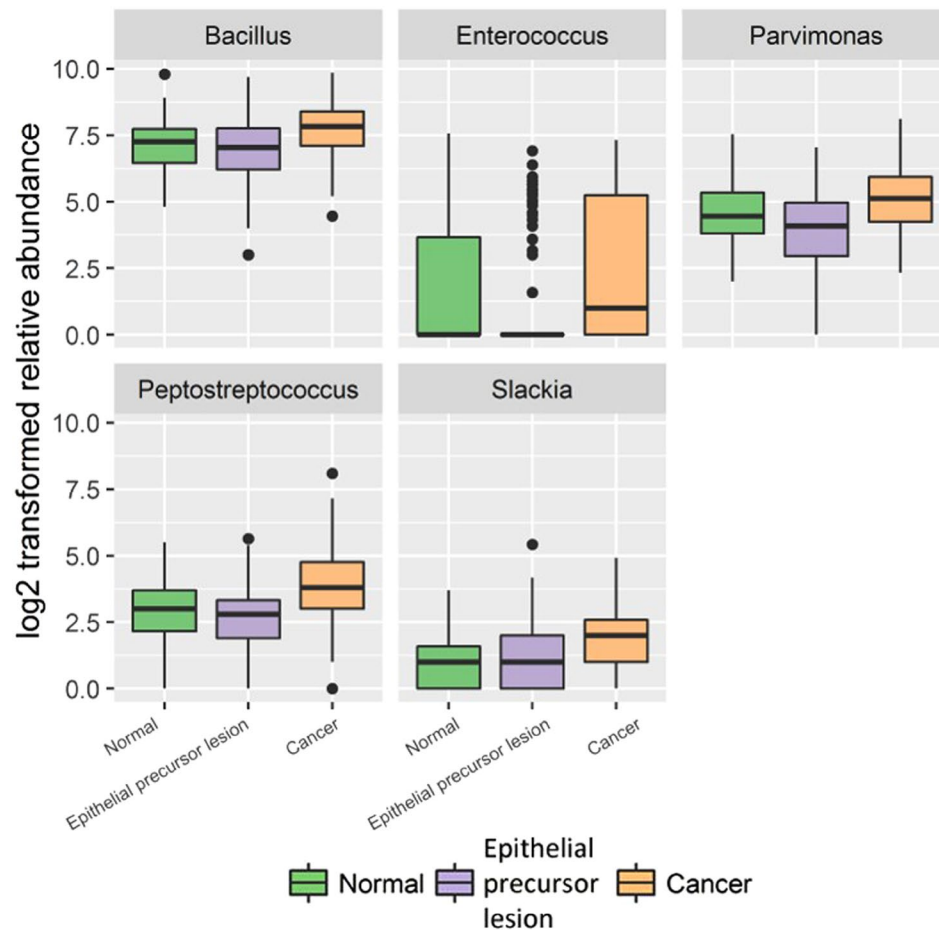 log2 transformed relative abundance
Bacillus
Enterococcus
Parvimonas
10.0
7.5
5.0
2.5
0.0
Peptostreptococcus
Slackia
10.0
7.5
5.0
2.5
0.0
Normal
Epithelial precursor lesion
Cancer
Normal
Epithelial precursor lesion
Cancer
Normal
Epithelial
precursor
lesion
Cancer